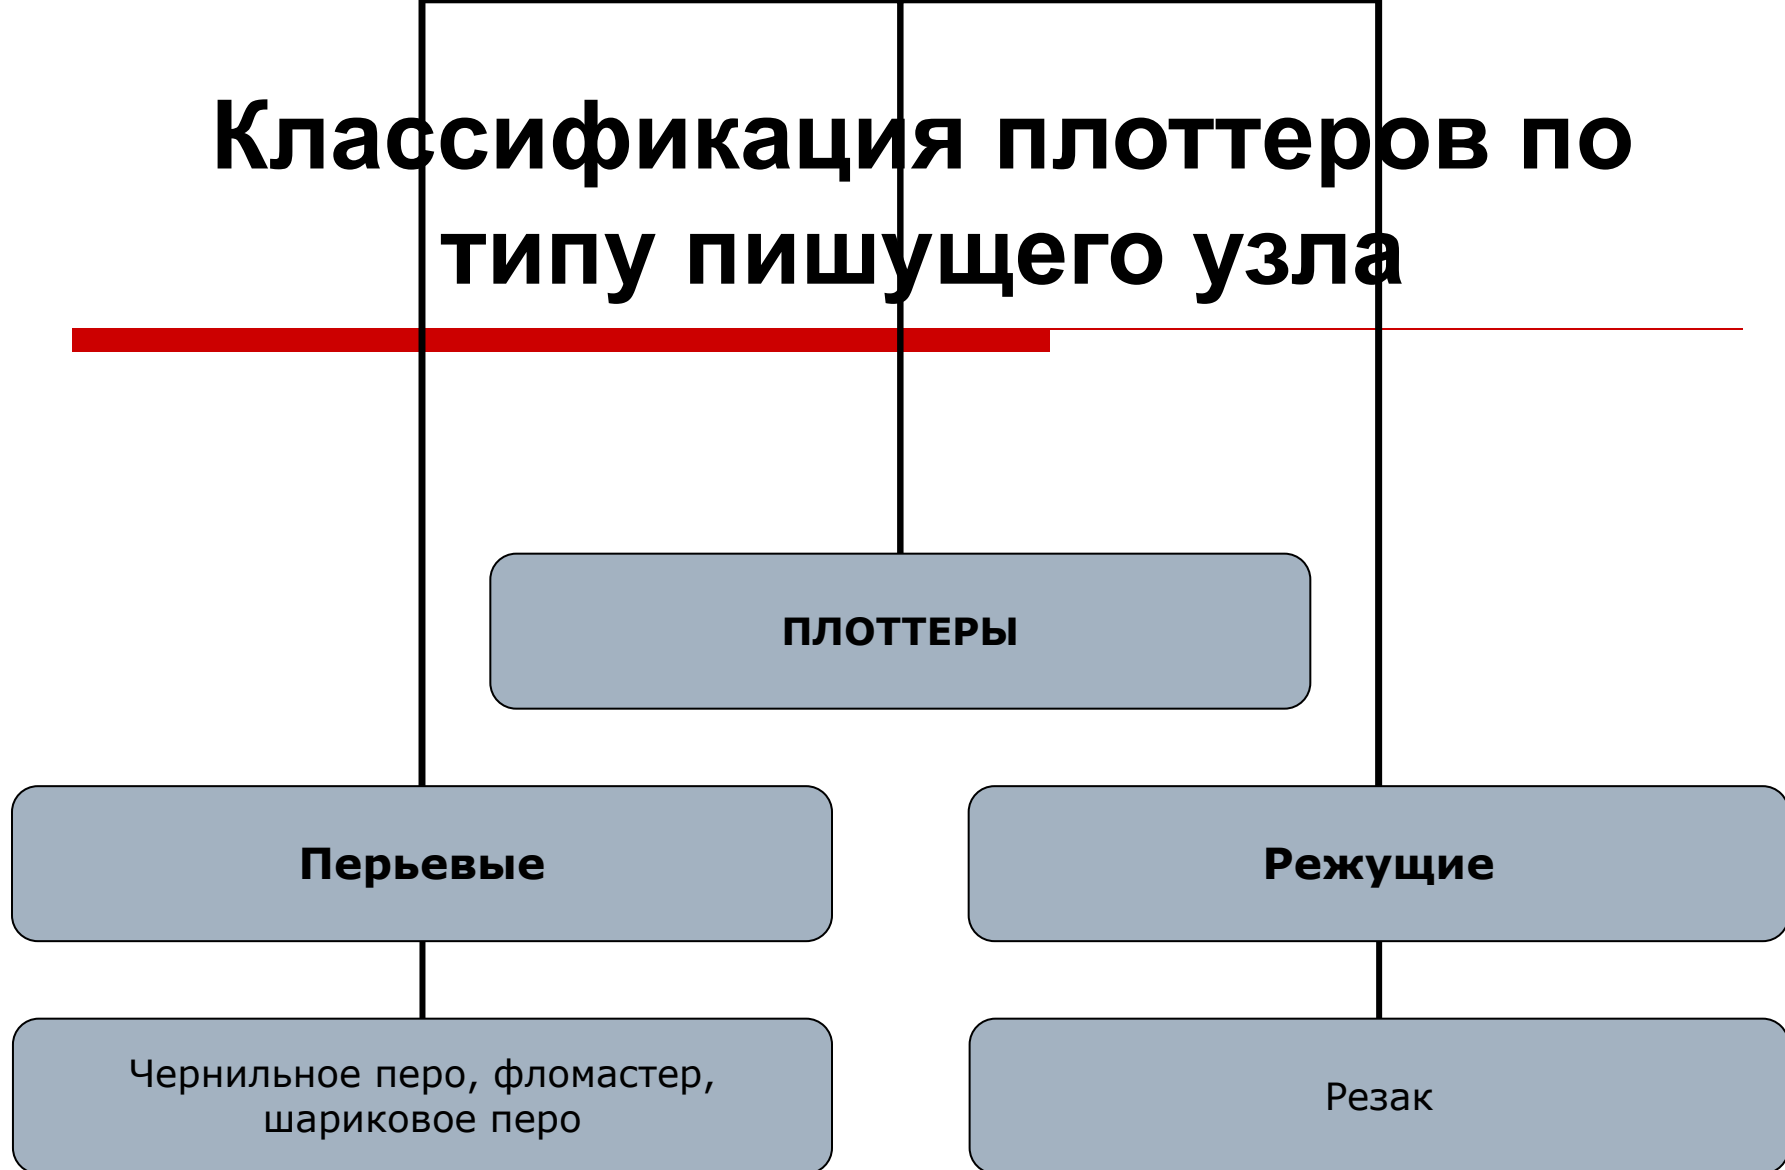 Классификация плоттеров по
типу пишущего узла
ПЛОТТЕРЫ
Перьевые
Режущие
Чернильное перо, фломастер,
шариковое перо
Резак